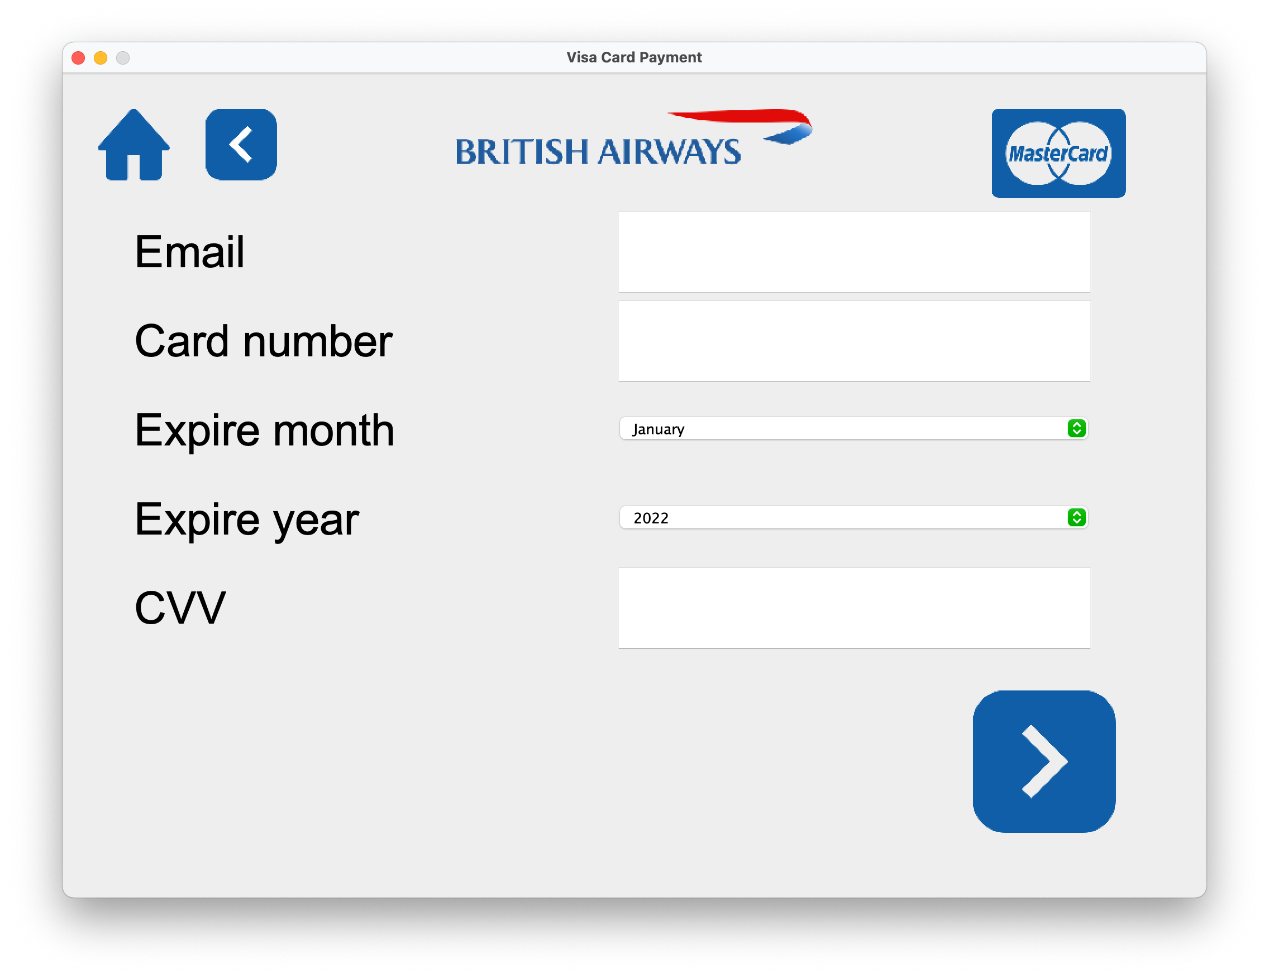 Visa Card Payment
BRITISH AIRWAYS
MasterCard
Email
Card number
Expire month
January
Expire year
2022
CVV